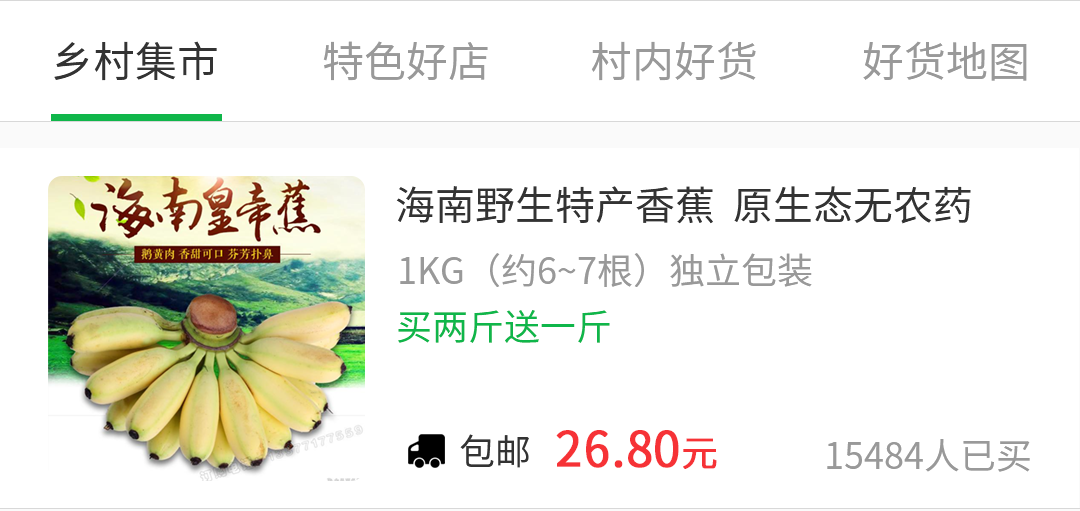 乡村集市 特色好店 村内好货 好货地图
海南皇帝蕉
鹅黄肉 香甜可口 芬芳扑鼻
海南野生特产香蕉 原生态无农药
1KG（约6~7根）独立包装
买两斤送一斤
包邮 26.80元 15484人已买